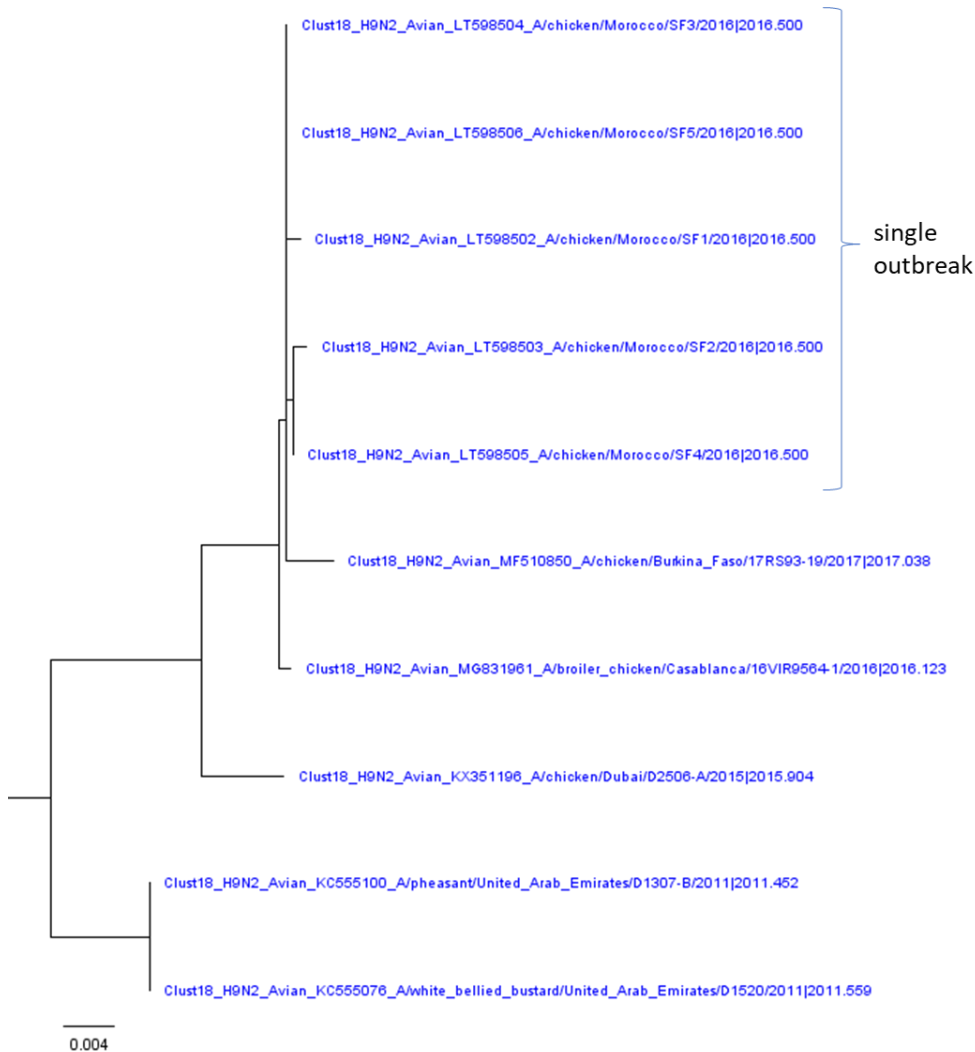 Clust18_H9N2_Avian_LT598504_A/chicken/Morocco/SF3/2016|2016.500
Clust18_H9N2_Avian_LT598506_A/chicken/Morocco/SF5/2016|2016.500
Clust18_H9N2_Avian_LT598502_A/chicken/Morocco/SF1/2016|2016.500
single
outbreak
Clust18_H9N2_Avian_LT598503_A/chicken/Morocco/SF2/2016|2016.500
Clust18_H9N2_Avian_LT598505_A/chicken/Morocco/SF4/2016|2016.500
Clust18_H9N2_Avian_MF510850_A/chicken/Burkina_Faso/17RS93-19/2017|2017.038
Clust18_H9N2_Avian_MG831961_A/broiler_chicken/Casablanca/16VIR9564-1/2016|2016.123
Clust18_H9N2_Avian_KX351196_A/chicken/Dubai/D2506-A/2015|2015.904
Clust18_H9N2_Avian_KC555100_A/pheasant/United_Arab_Emirates/D1307-B/2011|2011.452
Clust18_H9N2_Avian_KC555076_A/white_bellied_bustard/United_Arab_Emirates/D1520/2011|2011.559
0.004